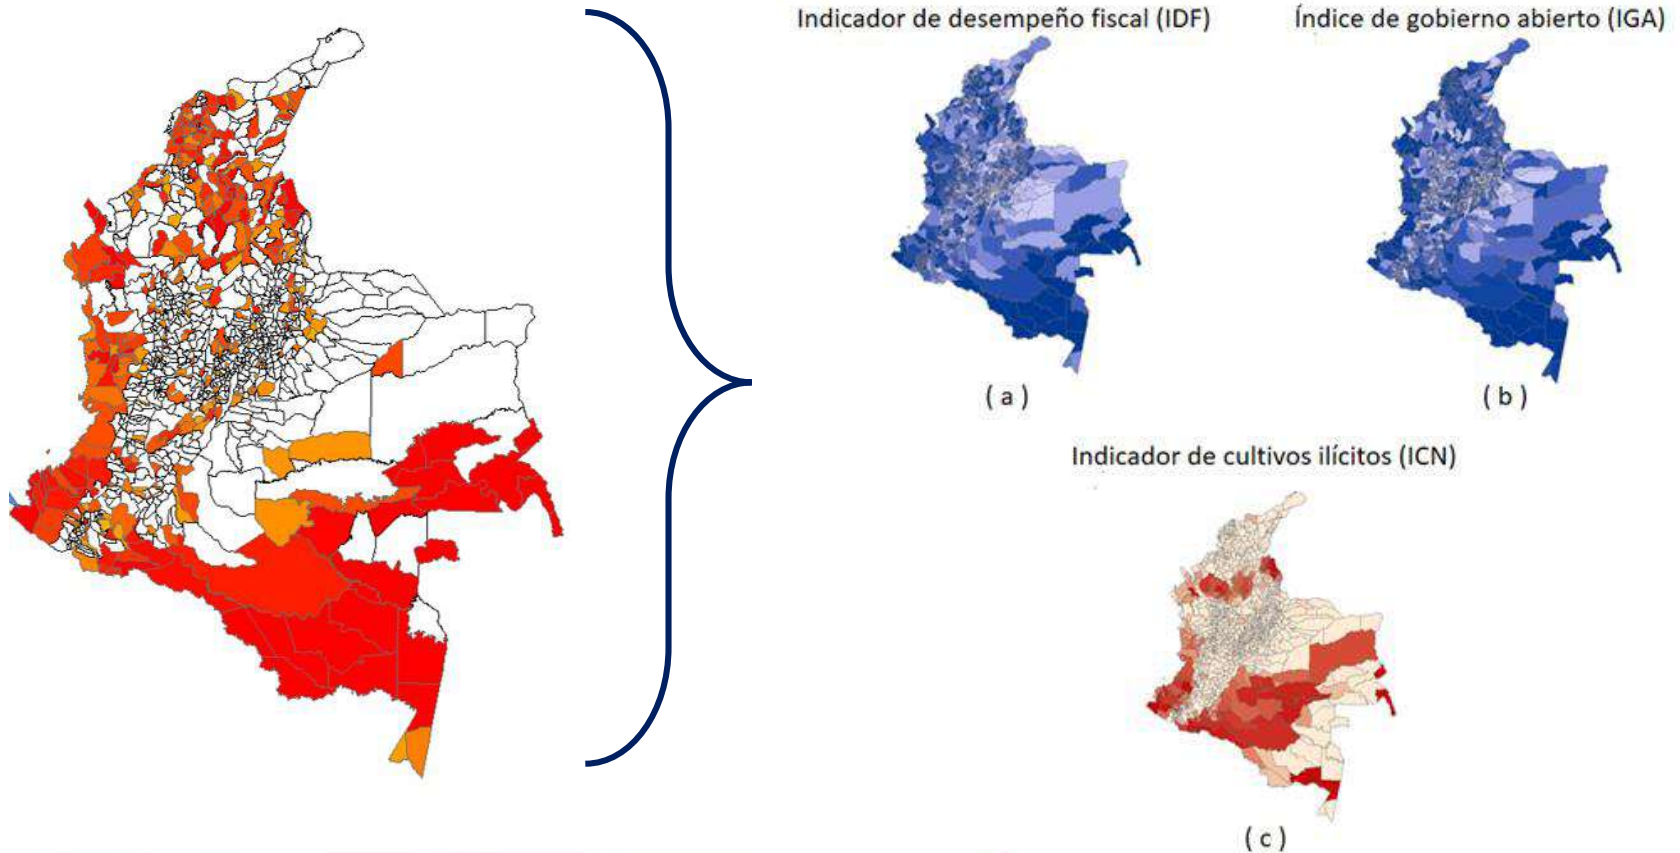 Indicador de desempeño fiscal (IDF)
Índice de gobierno abierto (IGA)
( a )
( b )
Indicador de cultivos ilícitos (ICN)
( c )